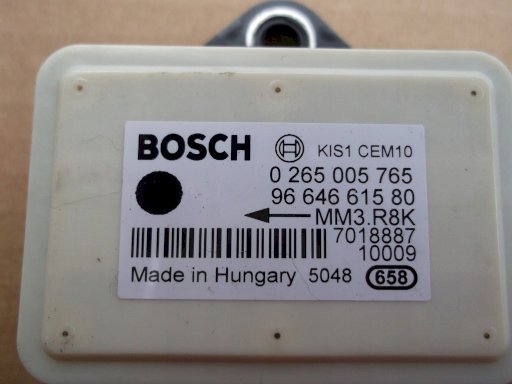 BOSCH KIS1 CEM10
0 265 005 765
96 646 615 80
MM3.R8K
7018887
10009
Made in Hungary 5048 658